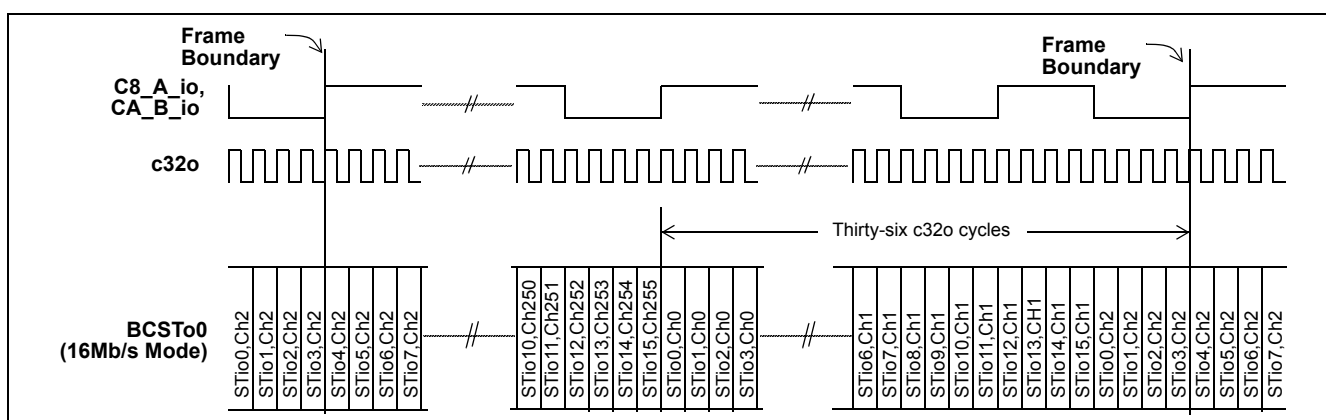 Frame
Boundary
Frame
Boundary
C8_A_io,
CA_B_io
c32o
Thirty-six c32o cycles
BCSTo0
(16Mb/s Mode)
STio0,Ch2
STio1,Ch2
STio2,Ch2
STio3,Ch2
STio4,Ch2
STio5,Ch2
STio6,Ch2
STio7,Ch2
STio10,Ch250
STio11,Ch251
STio12,Ch252
STio13,Ch253
STio14,Ch254
STio15,Ch255
STio0,Ch0
STio1,Ch0
STio2,Ch0
STio3,Ch0
STio6,Ch1
STio7,Ch1
STio8,Ch1
STio9,Ch1
STio10,Ch1
STio11,Ch1
STio12,Ch1
STio13,CH1
STio14,Ch1
STio15,Ch1
STio0,Ch2
STio1,Ch2
STio2,Ch2
STio3,Ch2
STio4,Ch2
STio5,Ch2
STio6,Ch2
STio7,Ch2